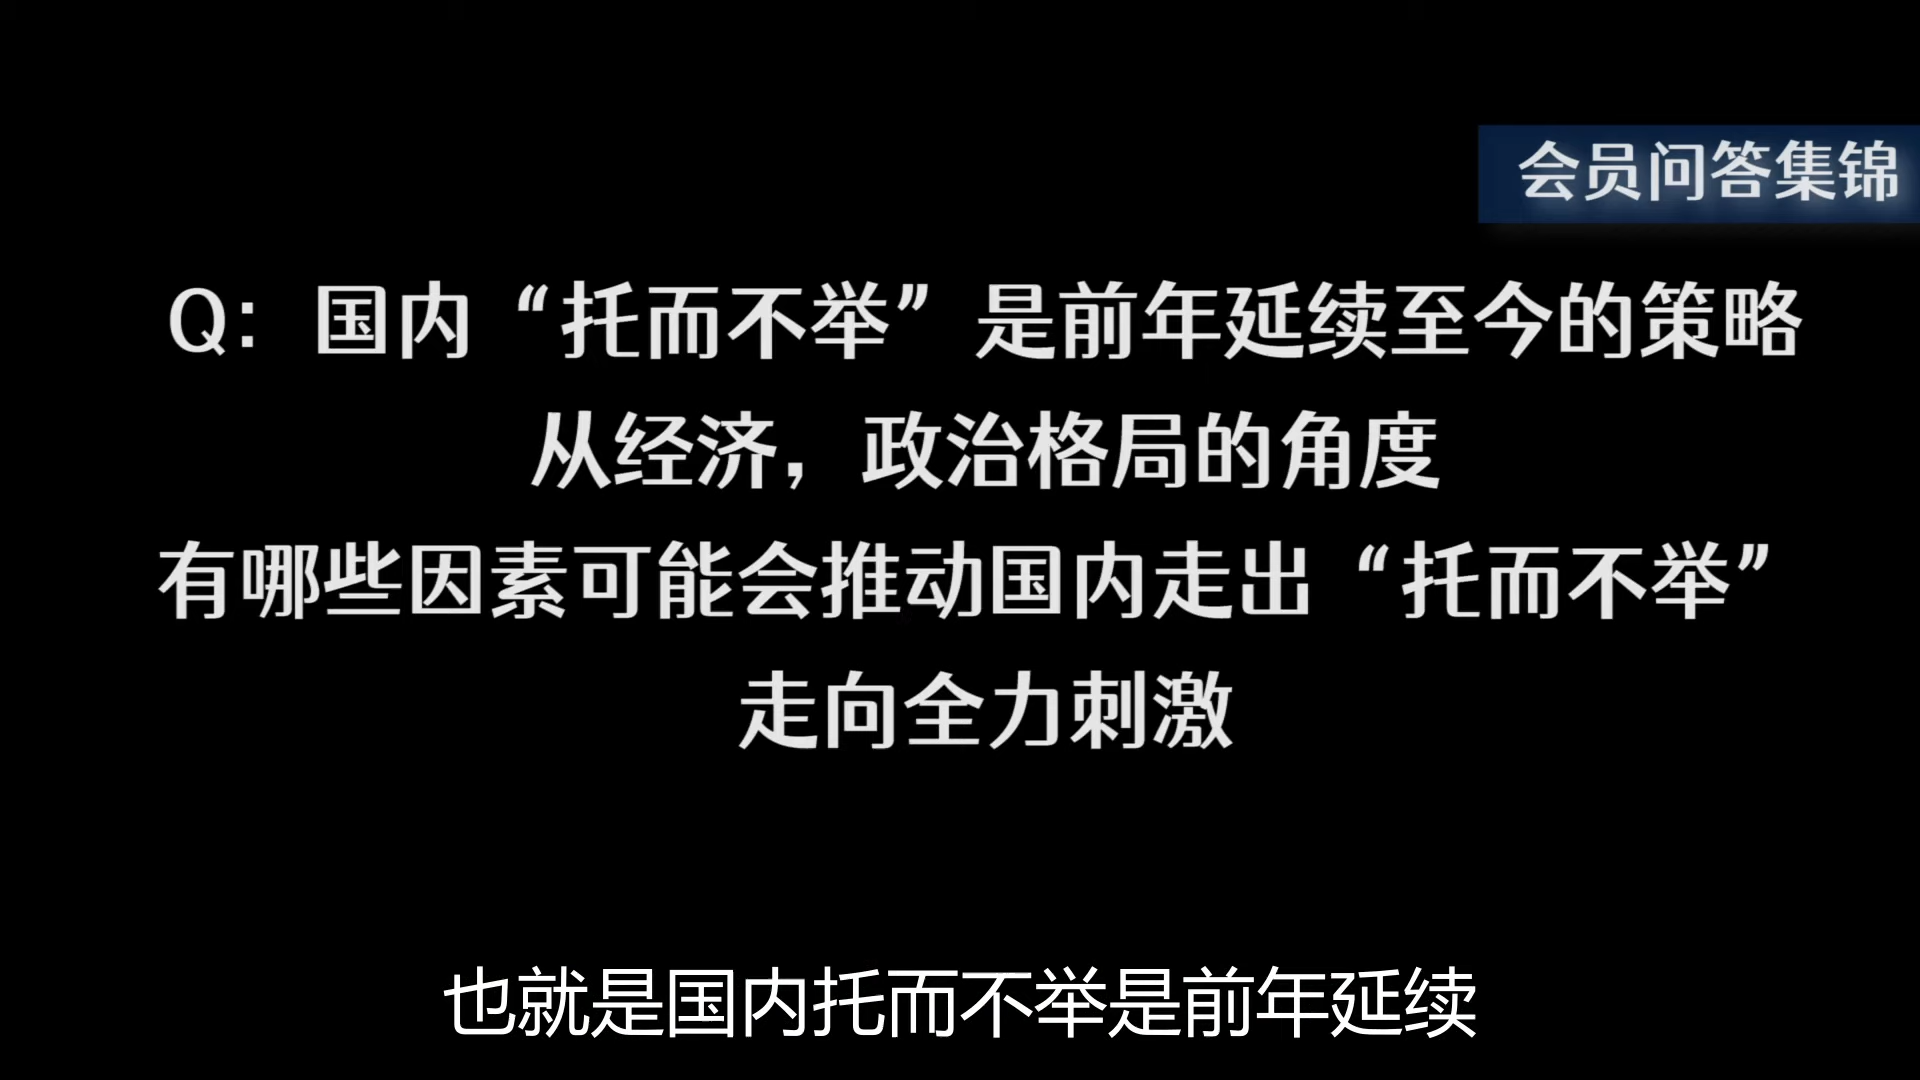 会员问答集锦
Q：国内“托而不举”是前年延续至今的策略
从经济，政治格局的角度
有哪些因素可能会推动国内走出“托而不举”
走向全力刺激
也就是国内托而不举是前年延续